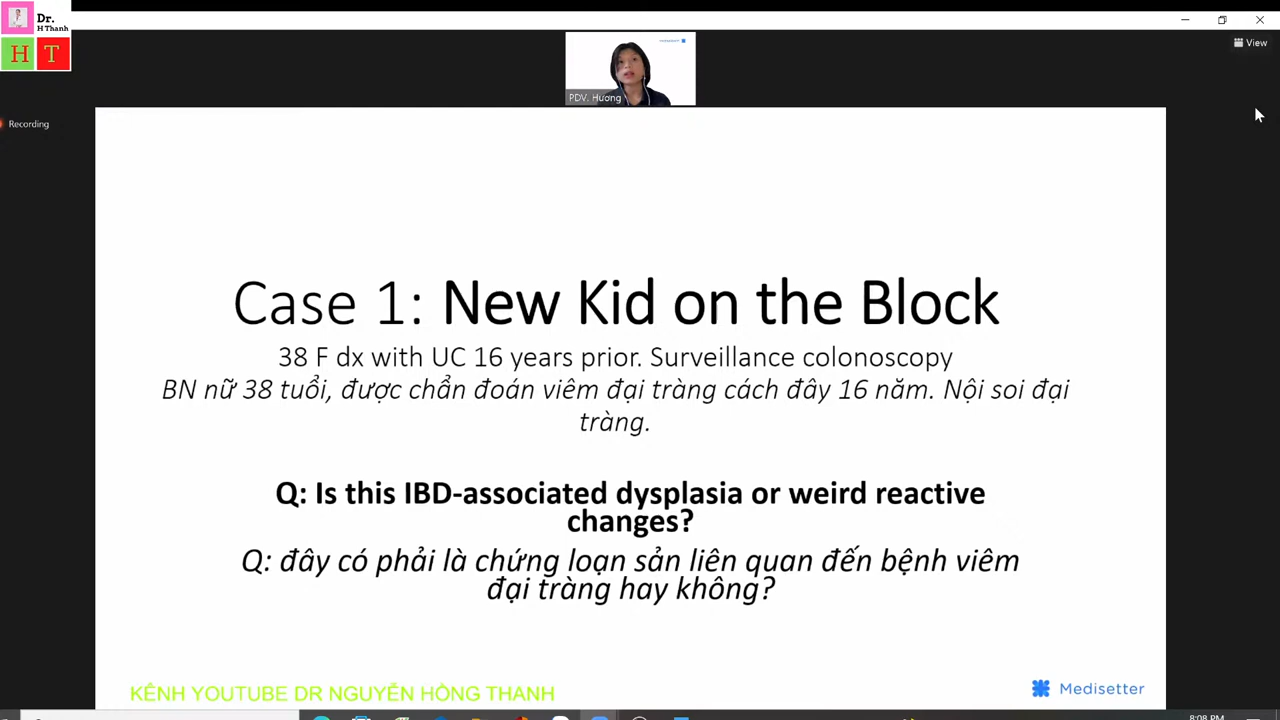 Dr.
H Thanh
H T
View
PDV. Hương
Recording
Case 1: New Kid on the Block
38 F dx with UC 16 years prior. Surveillance colonoscopy
BN nữ 38 tuổi, được chẩn đoán viêm đại tràng cách đây 16 năm. Nội soi đại
tràng.
Q: Is this IBD-associated dysplasia or weird reactive
changes?
Q: đây có phải là chứng loạn sản liên quan đến bệnh viêm
đại tràng hay không?
KÊNH YOUTUBE DR NGUYỄN HỒNG THANH
Medisetter
8:08 PM